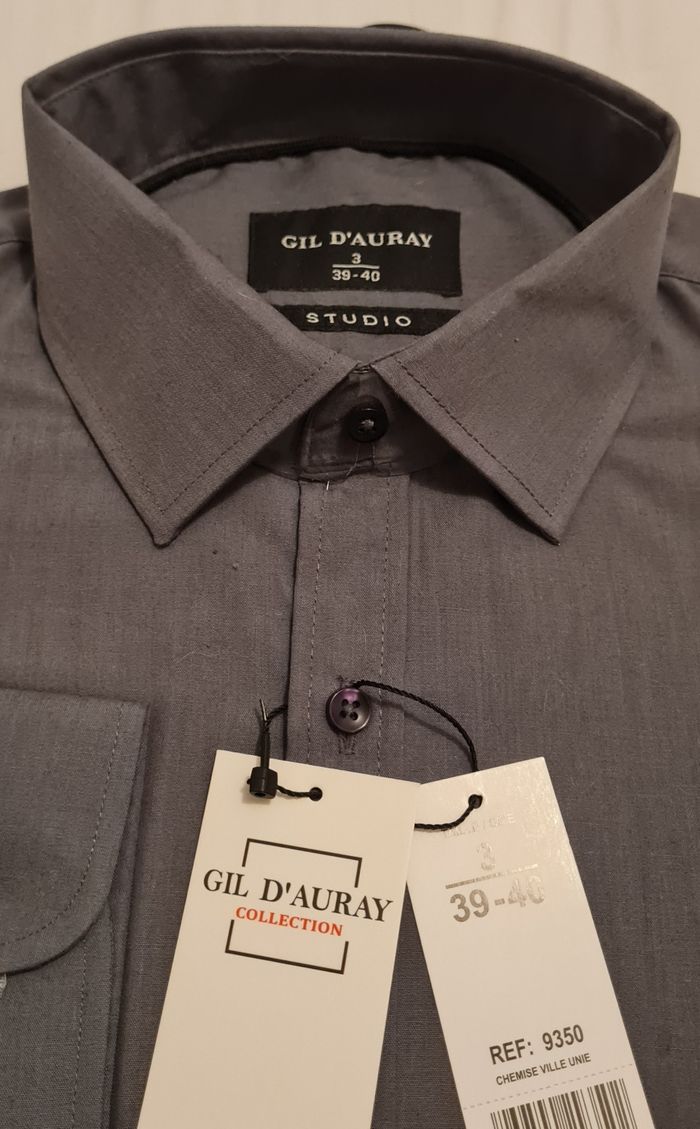 GIL D'AURAY
3
39-40
STUDIO
GIL D'AURAY
COLLECTION
3
39-40
REF: 9350
CHEMISE VILLE UNIE